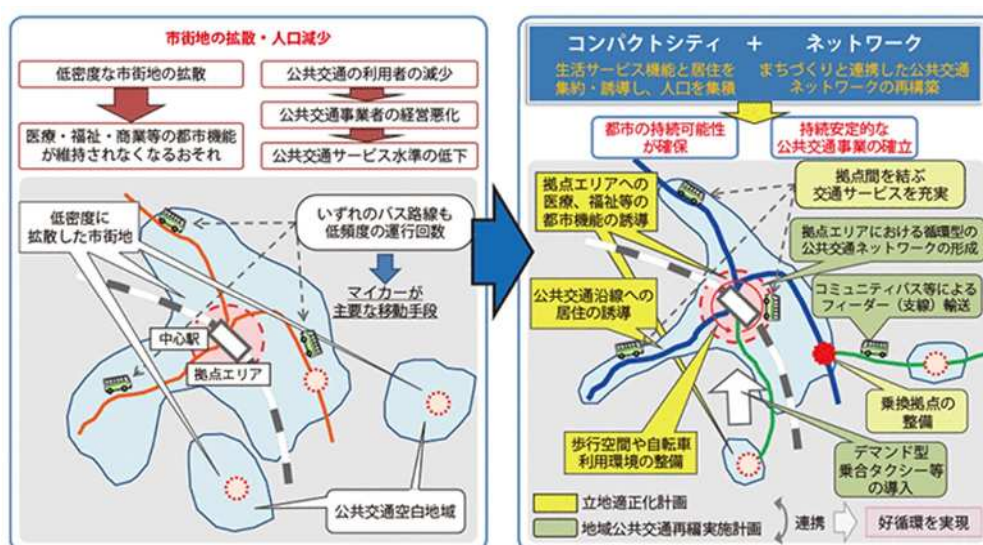 市街地の拡散・人口減少
低密度な市街地の拡散
医療・福祉・商業等の都市機能
が維持されなくなるおそれ
公共交通の利用者の減少
公共交通事業者の経営悪化
公共交通サービス水準の低下
低密度に
拡散した市街地
いずれのバス路線も
低頻度の運行回数
マイカーが
主要な移動手段
中心駅
拠点エリア
公共交通空白地域
コンパクトシティ + ネットワーク
生活サービス機能と居住を
集約・誘導し、人口を集積
まちづくりと連携した公共交通
ネットワークの再構築
都市の持続可能性
が確保
持続安定的な
公共交通事業の確立
拠点エリアへの
医療、福祉等の
都市機能の誘導
拠点間を結ぶ
交通サービスを充実
拠点エリアにおける循環型の
公共交通ネットワークの形成
公共交通沿線への
居住の誘導
コミュニティバス等による
フィーダー（支線）輸送
乗換拠点の
整備
歩行空間や自転車
利用環境の整備
デマンド型
乗合タクシー等
の導入
立地適正化計画
地域公共交通再編実施計画
連携
好循環を実現